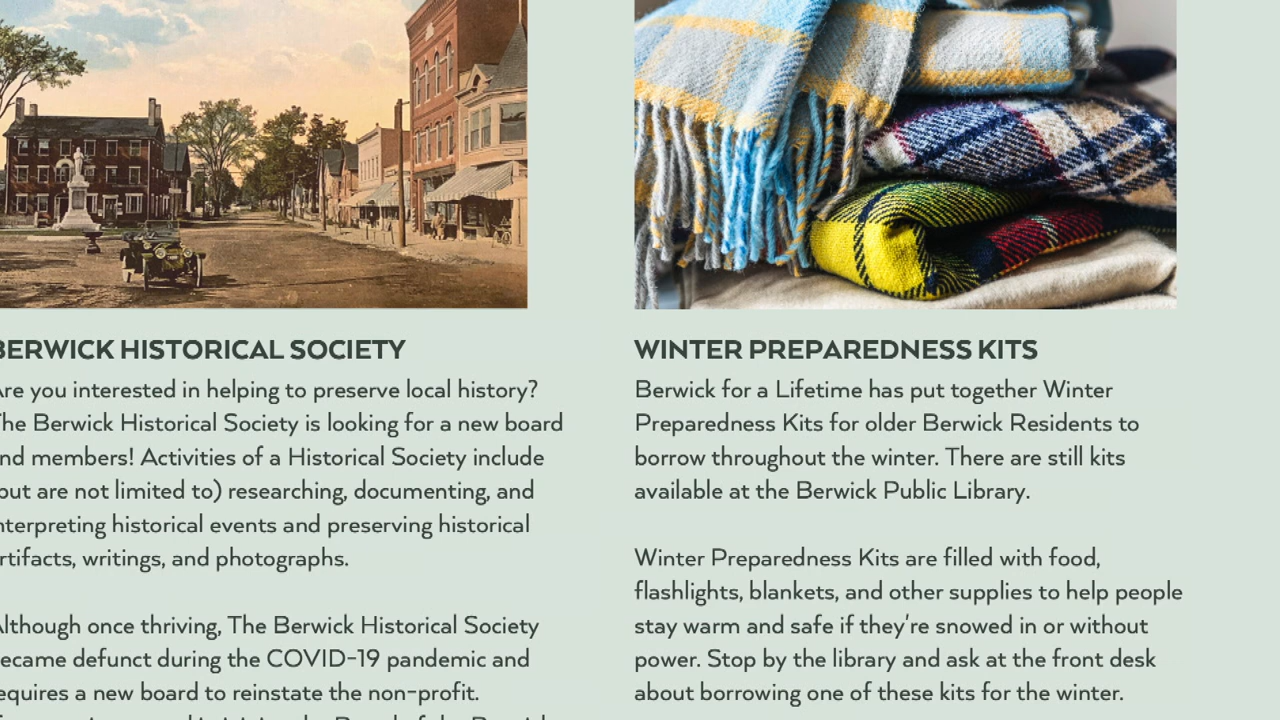 BERWICK HISTORICAL SOCIETY
Are you interested in helping to preserve local history?
The Berwick Historical Society is looking for a new board
and members! Activities of a Historical Society include
(but are not limited to) researching, documenting, and
interpreting historical events and preserving historical
artifacts, writings, and photographs.
Although once thriving, The Berwick Historical Society
became defunct during the COVID-19 pandemic and
requires a new board to reinstate the non-profit.
WINTER PREPAREDNESS KITS
Berwick for a Lifetime has put together Winter
Preparedness Kits for older Berwick Residents to
borrow throughout the winter. There are still kits
available at the Berwick Public Library.
Winter Preparedness Kits are filled with food,
flashlights, blankets, and other supplies to help people
stay warm and safe if they're snowed in or without
power. Stop by the library and ask at the front desk
about borrowing one of these kits for the winter.